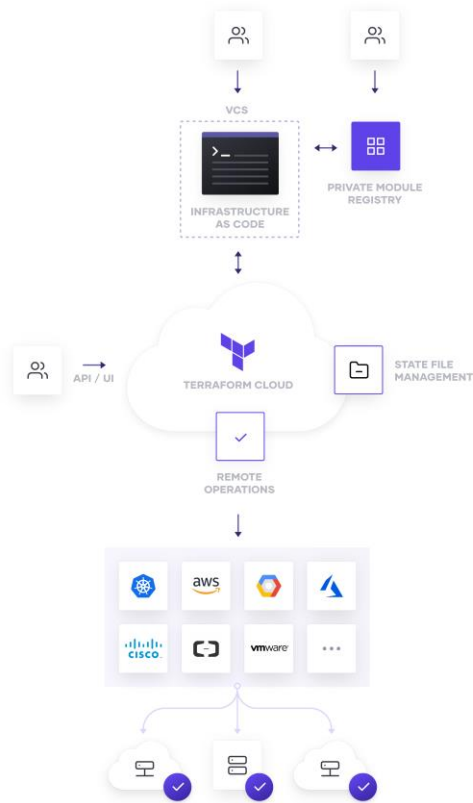 VCS
INFRASTRUCTURE
AS CODE
PRIVATE MODULE
REGISTRY
API / UI
TERRAFORM CLOUD
STATE FILE
MANAGEMENT
REMOTE
OPERATIONS
aws
CISCO
vmware